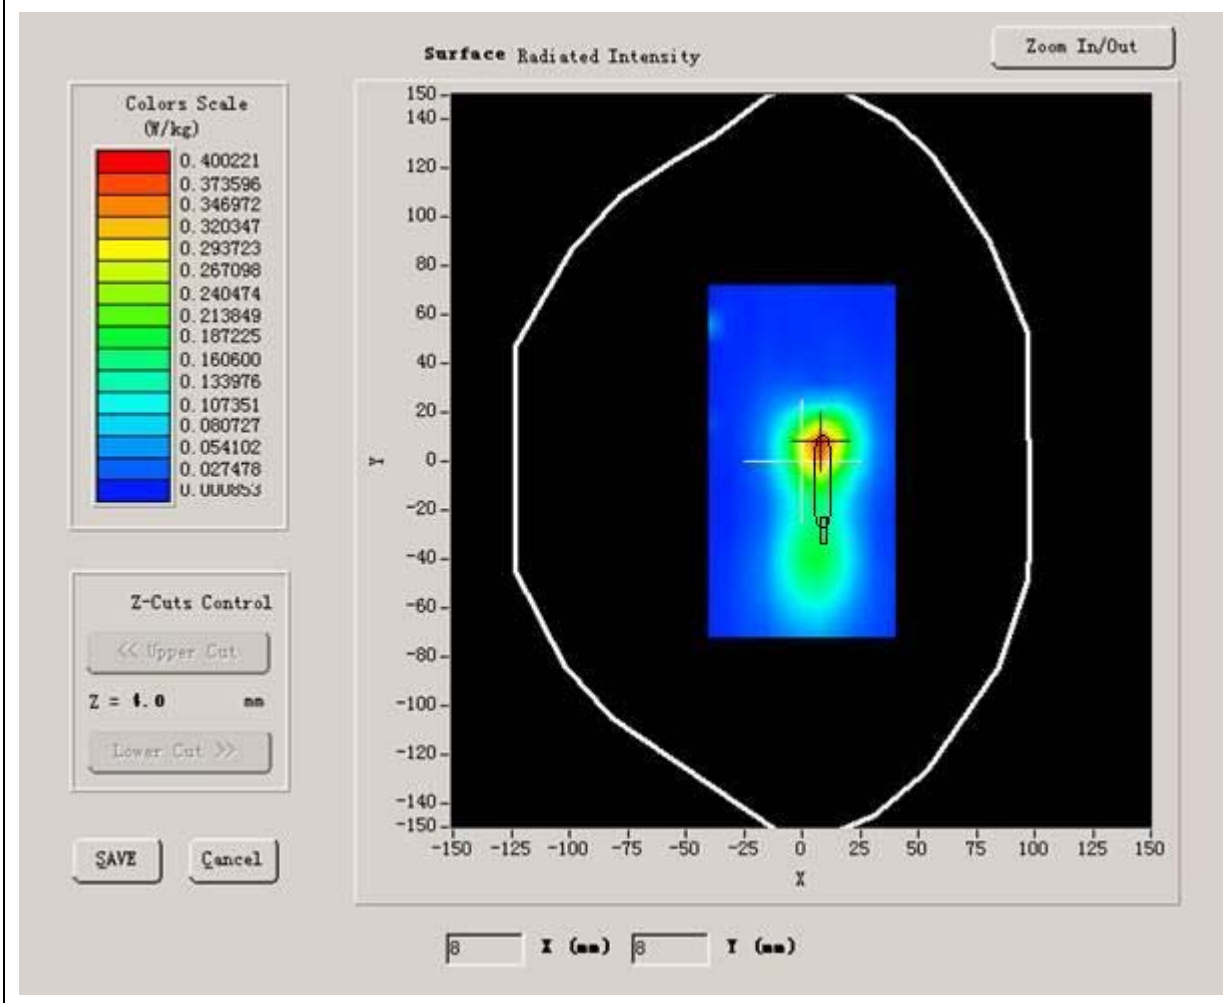 Surface Radiated Intensity
Zoom In/Out
Colors Scale
(W/kg)
0.400221
0.373596
0.346972
0.320347
0.293723
0.267098
0.240474
0.213849
0.187225
0.160600
0.133976
0.107351
0.080727
0.054102
0.027478
0.000853
Z-Cuts Control
<< Upper Cut
Z = 4.0 mm
Lower Cut >>
SAVE
Cancel
150
140
120
100
80
60
40
20
0
-20
-40
-60
-80
-100
-120
-140
-150
Y
-150 -125 -100 -75 -50 -25 0 25 50 75 100 125 150
X
8 X (mm) 8 Y (mm)